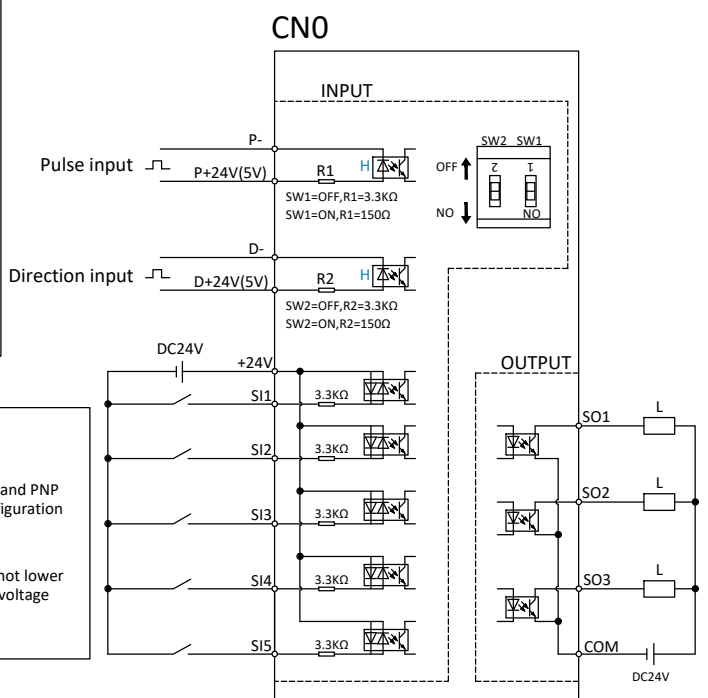 CN0
INPUT
P-
Pulse input
P+24V(5V)
R1
H
SW1=OFF,R1=3.3KΩ
SW1=ON,R1=150Ω
SW2 SW1
OFF
2 1
NO
NO
D-
Direction input
D+24V(5V)
R2
H
SW2=OFF,R2=3.3KΩ
SW2=ON,R2=150Ω
DC24V
+24V
OUTPUT
SI1
3.3KΩ
SO1
L
SI2
3.3KΩ
and PNP
figuration
SO2
L
SI3
3.3KΩ
not lower
voltage
SI4
3.3KΩ
SO3
L
SI5
3.3KΩ
COM
DC24V